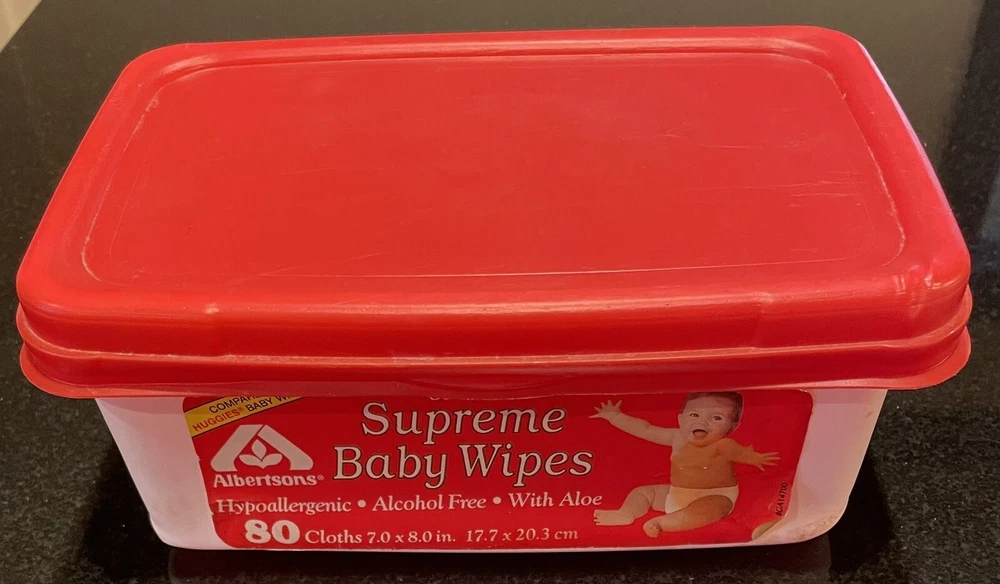 HUGGIES® BABY
Supreme
Baby Wipes
Albertsons®
Hypoallergenic • Alcohol Free • With Aloe
80 Cloths 7.0 x 8.0 in. 17.7 x 20.3 cm